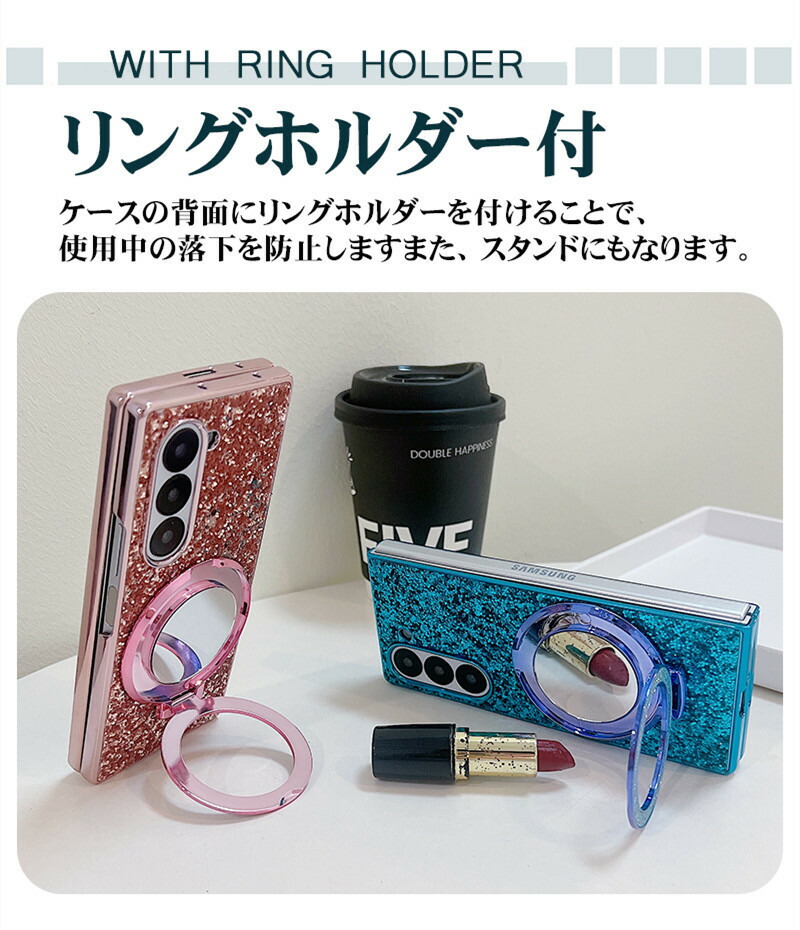 WITH RING HOLDER
リングホルダー付
ケースの背面にリングホルダーを付けることで、
使用中の落下を防止しますまた、スタンドにもなります。
DOUBLE HAPPINESS
FIVE
SAMSUNG